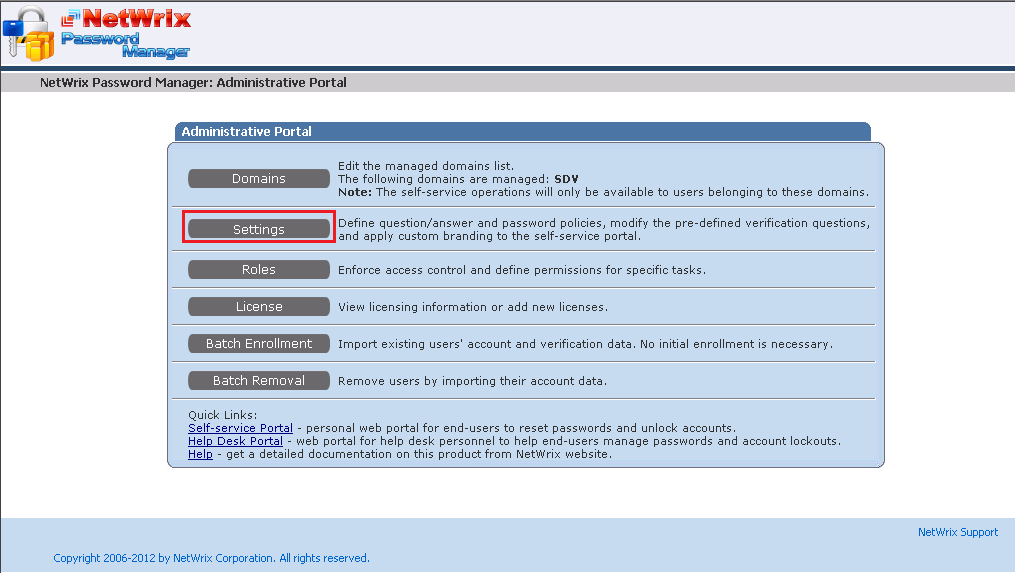 NetWrix
Password
Manager
NetWrix Password Manager: Administrative Portal
Administrative Portal
Domains
Edit the managed domains list.
The following domains are managed: SDV
Note: The self-service operations will only be available to users belonging to these domains.
Settings
Define question/answer and password policies, modify the pre-defined verification questions,
and apply custom branding to the self-service portal.
Roles
Enforce access control and define permissions for specific tasks.
License
View licensing information or add new licenses.
Batch Enrollment
Import existing users' account and verification data. No initial enrollment is necessary.
Batch Removal
Remove users by importing their account data.
Quick Links:
Self-service Portal - personal web portal for end-users to reset passwords and unlock accounts.
Help Desk Portal - web portal for help desk personnel to help end-users manage passwords and account lockouts.
Help - get a detailed documentation on this product from NetWrix website.
NetWrix Support
Copyright 2006-2012 by NetWrix Corporation. All rights reserved.